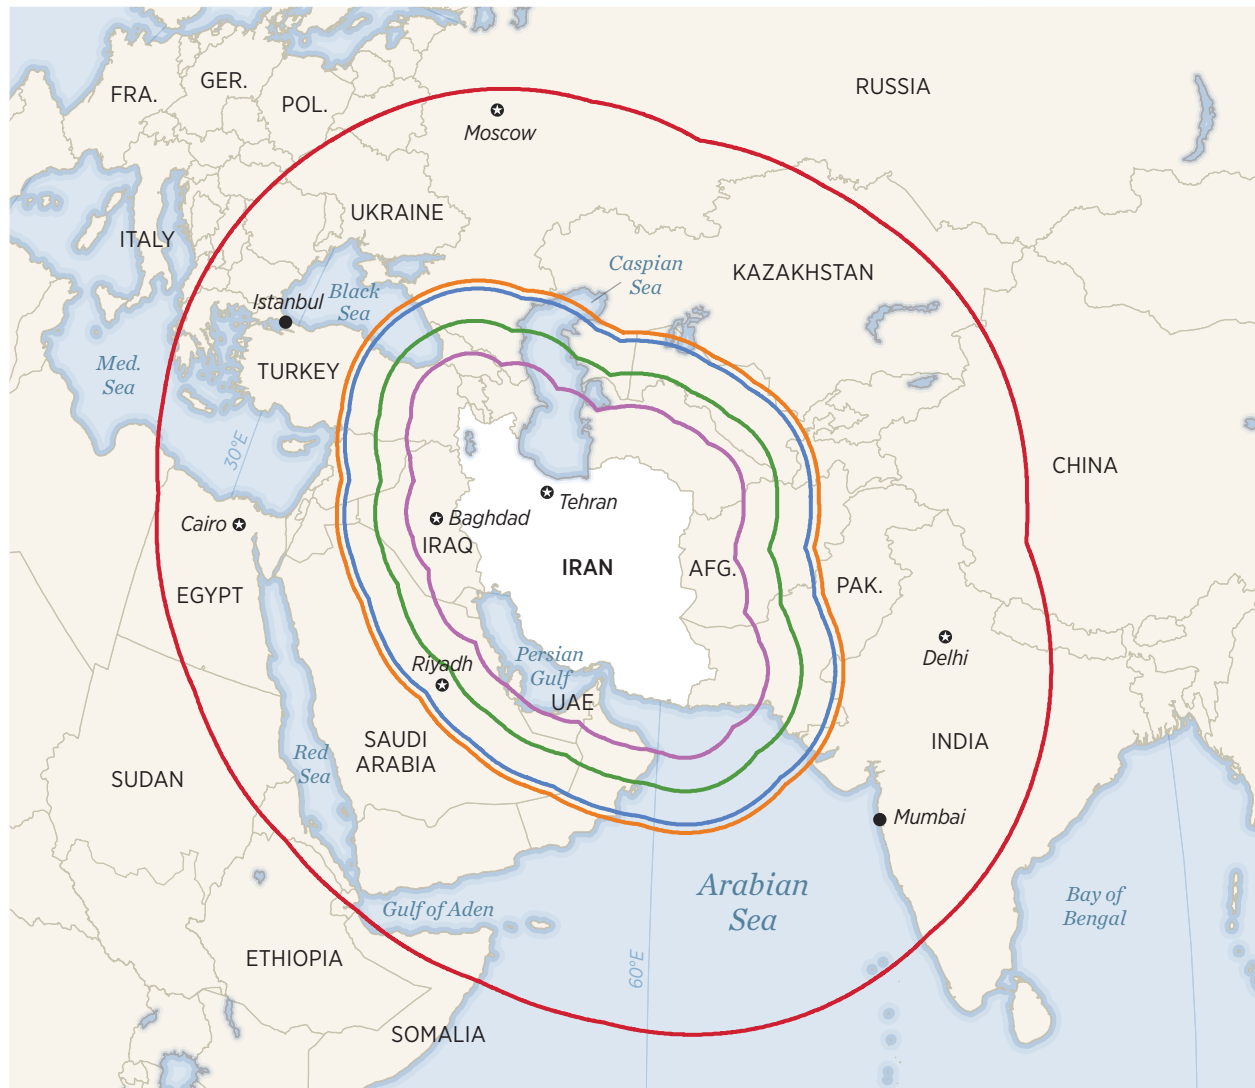 RUSSIA
GER.
FRA.
POL.
Moscow
UKRAINE
ITALY
Caspian
Sea
KAZAKHSTAN
Istanbul
Black
Sea
Med.
Sea
TURKEY
30°E
CHINA
Tehran
Cairo
Baghdad
IRAQ
IRAN
AFG.
PAK.
EGYPT
Delhi
Riyadh
Persian
Gulf
UAE
SAUDI
ARABIA
INDIA
Red
Sea
SUDAN
Mumbai
Arabian
Sea
Gulf of Aden
Bay of
Bengal
ETHIOPIA
60°E
SOMALIA